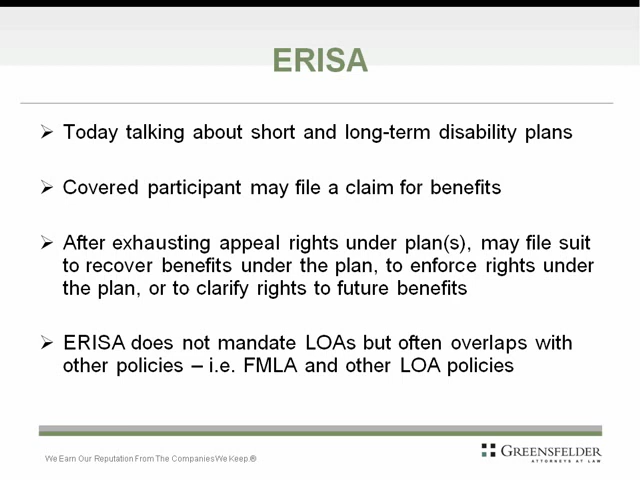 ERISA
Today talking about short and long-term disability plans
Covered participant may file a claim for benefits
After exhausting appeal rights under plan(s), may file suit
to recover benefits under the plan, to enforce rights under
the plan, or to clarify rights to future benefits
ERISA does not mandate LOAs but often overlaps with
other policies – i.e. FMLA and other LOA policies
We Earn Our Reputation From The Companies We Keep.®
GREENSFELDER
ATTORNEYS AT LAW